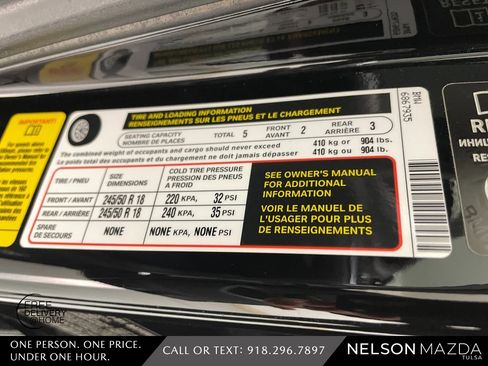 IMPORTANT!
TIRE AND LOADING INFORMATION
RENSEIGNEMENTS SUR LES PNEUS ET LE CHARGEMENT
SEATING CAPACITY
NOMBRE DE PLACES
TOTAL 5
FRONT
AVANT 2
REAR
ARRIÈRE 3
The combined weight of occupants and cargo should never exceed 410 kg or 904 lbs.
Le poids total des occupants et du chargement ne doit jamais dépasser 410 kg ou 904 lb.
TIRE / PNEU
SIZE
DIMENSIONS
COLD TIRE PRESSURE
PRESSION DES PNEUS
A FROID
FRONT / AVANT 245/50 R 18 220 KPA, 32 PSI
REAR / ARRIÈRE 245/50 R 18 240 KPA, 35 PSI
SPARE
DE SECOURS NONE NONE KPA, NONE PSI
SEE OWNER'S MANUAL
FOR ADDITIONAL
INFORMATION
VOIR LE MANUEL DE
L'USAGER POUR PLUS
DE RENSEIGNEMENTS
BMW
6867935
FREE
DELIVERY
@HOME
ONE PERSON. ONE PRICE.
UNDER ONE HOUR.
CALL OR TEXT: 918.296.7897
NELSON MAZDA
TULSA